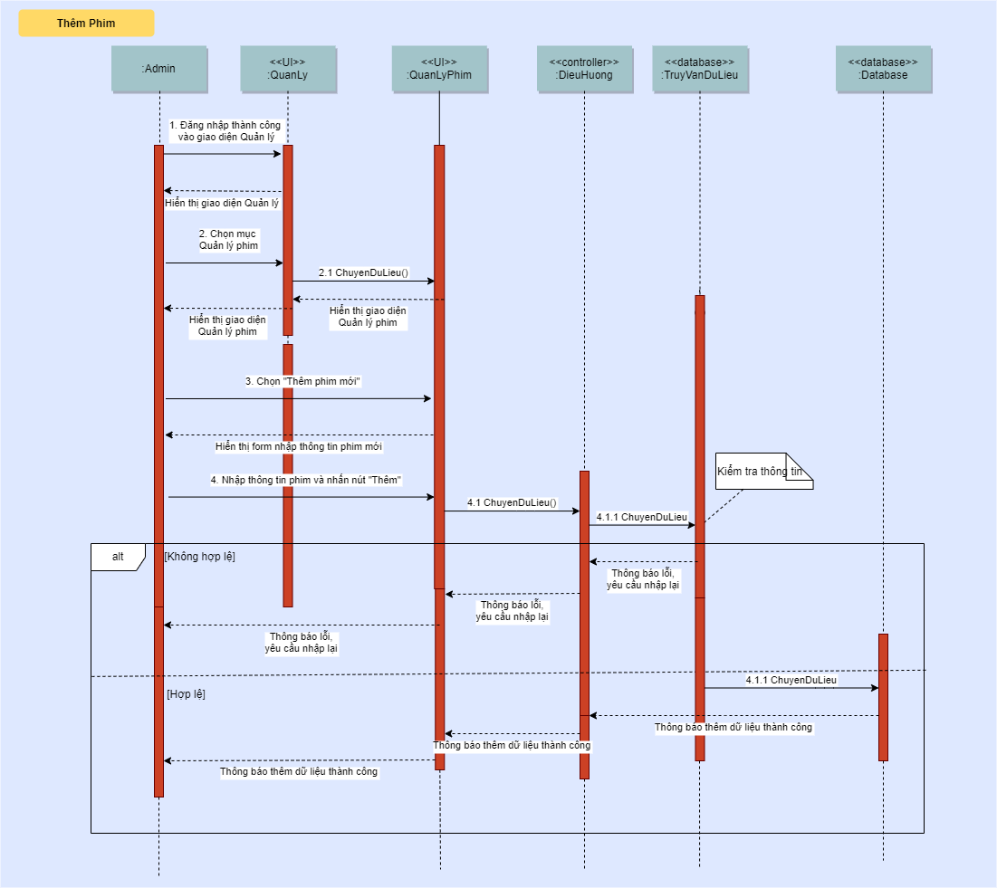 Thêm Phim
:Admin
<<UI>>
:QuanLy
<<UI>>
:QuanLyPhim
<<controller>>
:DieuHuong
<<database>>
:TruyVanDuLieu
<<database>>
:Database
1. Đăng nhập thành công
vào giao diện Quản lý
Hiển thị giao diện Quản lý
2. Chọn mục
Quản lý phim
2.1 ChuyenDuLieu()
Hiển thị giao diện
Quản lý phim
Hiển thị giao diện
Quản lý phim
3. Chọn "Thêm phim mới"
Hiển thị form nhập thông tin phim mới
Kiểm tra thông tin
4. Nhập thông tin phim và nhấn nút "Thêm"
4.1 ChuyenDuLieu()
4.1.1 ChuyenDuLieu
alt
[Không hợp lệ]
Thông báo lỗi,
yêu cầu nhập lại
Thông báo lỗi,
yêu cầu nhập lại
Thông báo lỗi,
yêu cầu nhập lại
[Hợp lệ]
4.1.1 ChuyenDuLieu
Thông báo thêm dữ liệu thành công
Thông báo thêm dữ liệu thành công
Thông báo thêm dữ liệu thành công